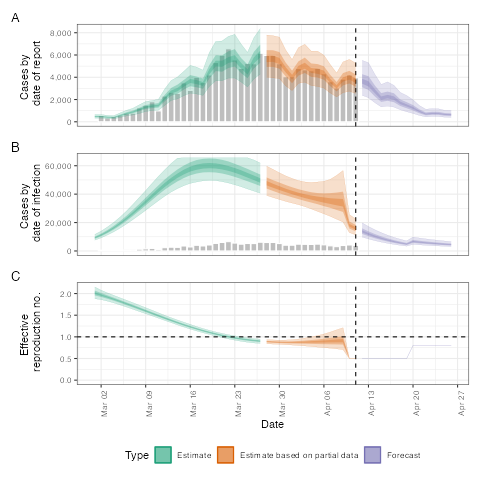 A
Cases by
date of report
8,000
6,000
4,000
2,000
0
B
Cases by
date of infection
60,000
40,000
20,000
0
C
Effective
reproduction no.
2.0
1.5
1.0
0.5
0.0
Mar 02
Mar 09
Mar 16
Mar 23
Mar 30
Apr 06
Apr 13
Apr 20
Apr 27
Date
Type Estimate Estimate based on partial data Forecast